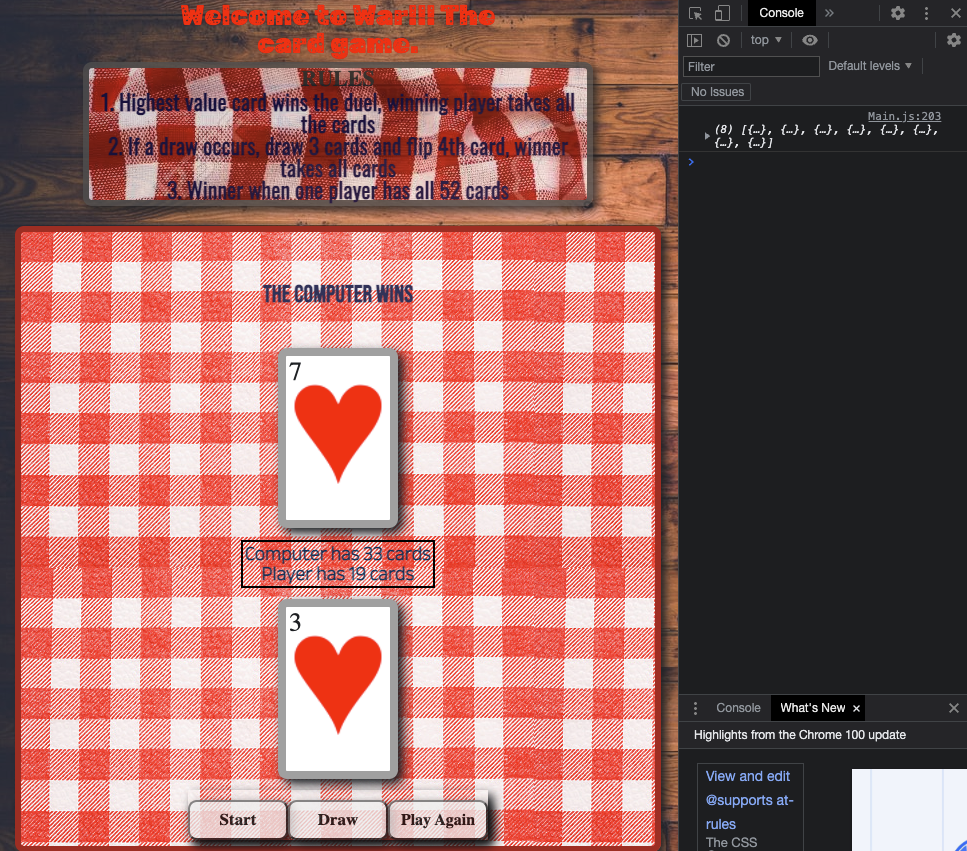 Welcome to War!!! The
card game.
RULES
1. Highest value card wins the duel, winning player takes all
the cards
2. If a draw occurs, draw 3 cards and flip 4th card, winner
takes all cards
3. Winner when one player has all 52 cards
THE COMPUTER WINS
7
Computer has 33 cards
Player has 19 cards
3
Start Draw Play Again
Console
top
Filter Default levels ▼
No Issues
Main.js:203
(8) [{…}, {…}, {…}, {…}, {…}, {…},
{…}, {…}]
Console What's New
Highlights from the Chrome 100 update
View and edit
@supports at-
rules
The CSS